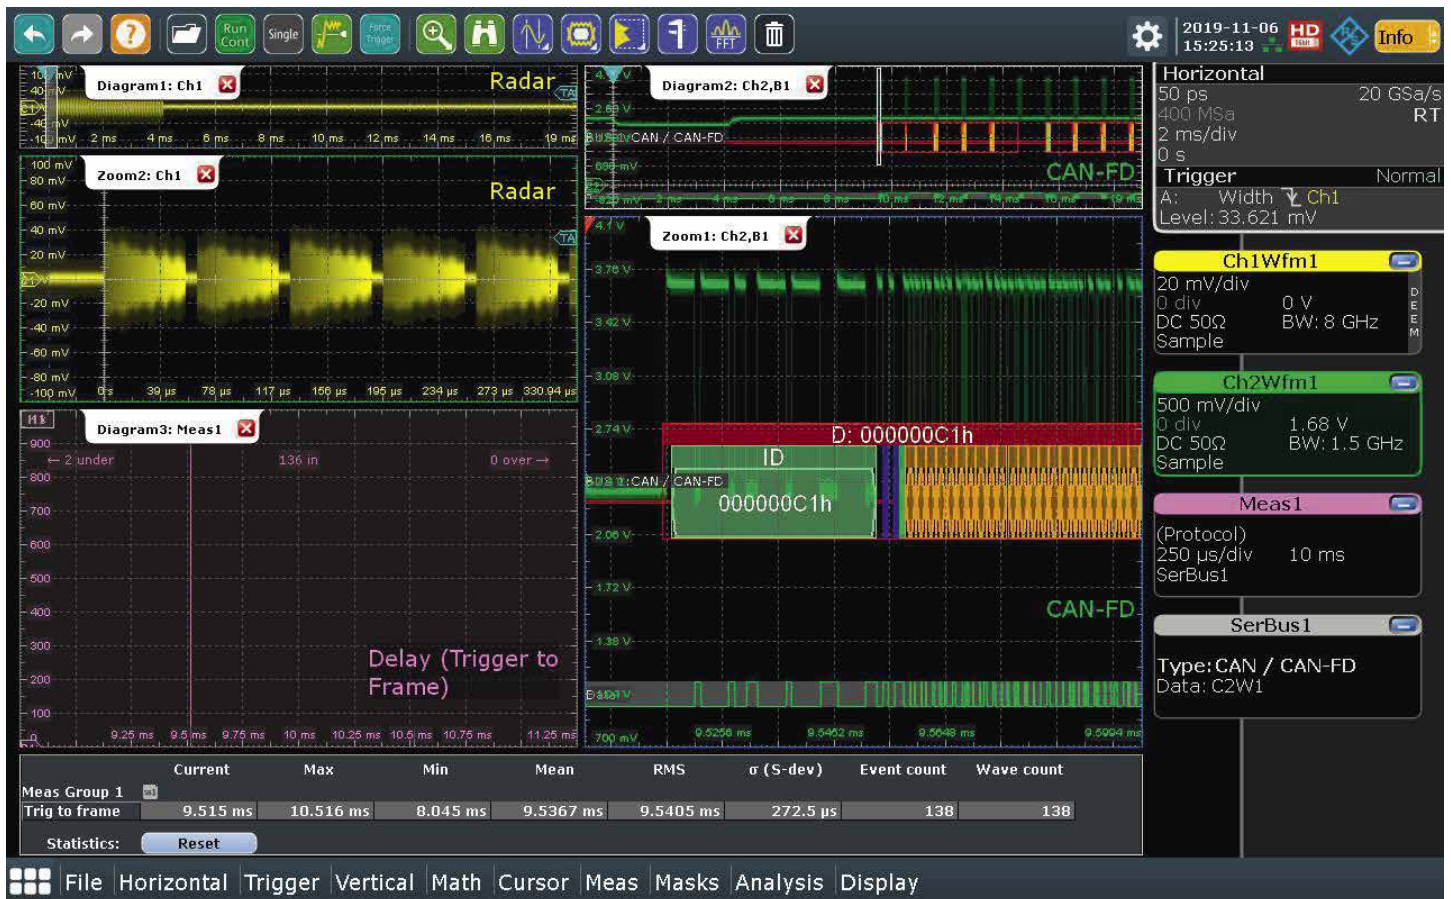 Run
Cont
Single
Force
Trigger
FFT
2019-11-06
15:25:13
HD
16bit
Info
Diagram1: Ch1
Radar
TA
2 ms 4 ms 6 ms 8 ms 10 ms 12 ms 14 ms 16 ms 19 ms
Zoom2: Ch1
Radar
100 mV
80 mV
60 mV
40 mV
TA
20 mV
-20 mV
-40 mV
-60 mV
-80 mV
-100 mV
0 s 39 µs 78 µs 117 µs 156 µs 195 µs 234 µs 273 µs 330.94 µs
Diagram3: Meas1
900
← 2 under 136 in 0 over →
800
700
600
500
400
300
Delay (Trigger to
Frame)
200
100
9.25 ms 9.5 ms 9.75 ms 10 ms 10.25 ms 10.5 ms 10.75 ms 11.25 ms
Diagram2: Ch2,B1
CAN / CAN-FD
CAN-FD
Zoom1: Ch2,B1
4.1 V
3.76 V
3.42 V
3.08 V
2.74 V
D: 000000C1h
ID
CAN / CAN-FD
000000C1h
2.06 V
1.72 V
CAN-FD
1.38 V
700 mV
9.5256 ms 9.5452 ms 9.5648 ms 9.5994 ms
Horizontal
50 ps 20 GSa/s
400 MSa RT
2 ms/div
0 s
Trigger Normal
A: Width Ch1
Level: 33.621 mV
Ch1Wfm1
20 mV/div
0 div 0 V
DC 50Ω BW: 8 GHz
Sample
DEEM
Ch2Wfm1
500 mV/div
0 div 1.68 V
DC 50Ω BW: 1.5 GHz
Sample
Meas1
(Protocol)
250 µs/div 10 ms
SerBus1
SerBus1
Type: CAN / CAN-FD
Data: C2W1
Current Max Min Mean RMS σ (S-dev) Event count Wave count
Meas Group 1
Trig to frame 9.515 ms 10.516 ms 8.045 ms 9.5367 ms 9.5405 ms 272.5 µs 138 138
Statistics: Reset
File Horizontal Trigger Vertical Math Cursor Meas Masks Analysis Display